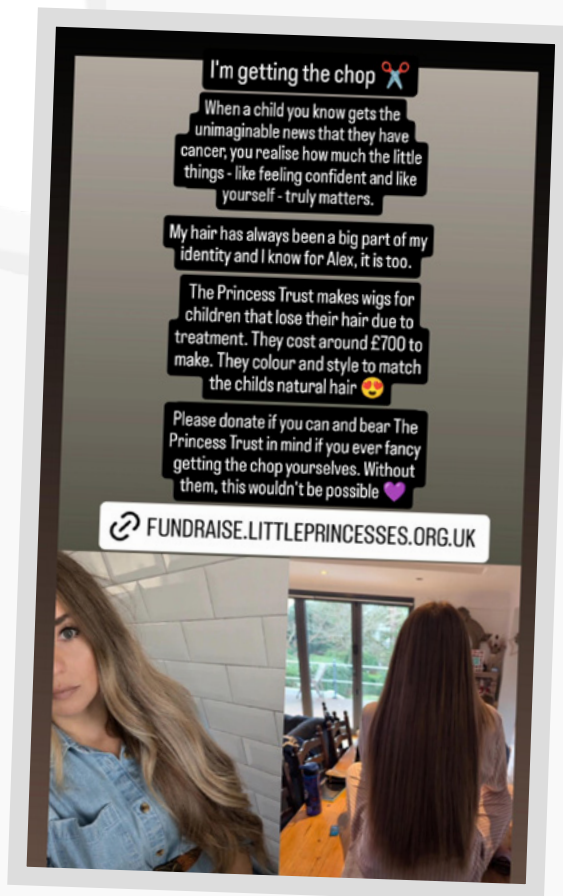 I'm getting the chop ✂️
When a child you know gets the
unimaginable news that they have
cancer, you realise how much the little
things - like feeling confident and like
yourself - truly matters.
My hair has always been a big part of my
identity and I know for Alex, it is too.
The Princess Trust makes wigs for
children that lose their hair due to
treatment. They cost around £700 to
make. They colour and style to match
the childs natural hair 😍
Please donate if you can and bear The
Princess Trust in mind if you ever fancy
getting the chop yourselves. Without
them, this wouldn't be possible 💜
FUNDRAISE.LITTLEPRINCESSES.ORG.UK